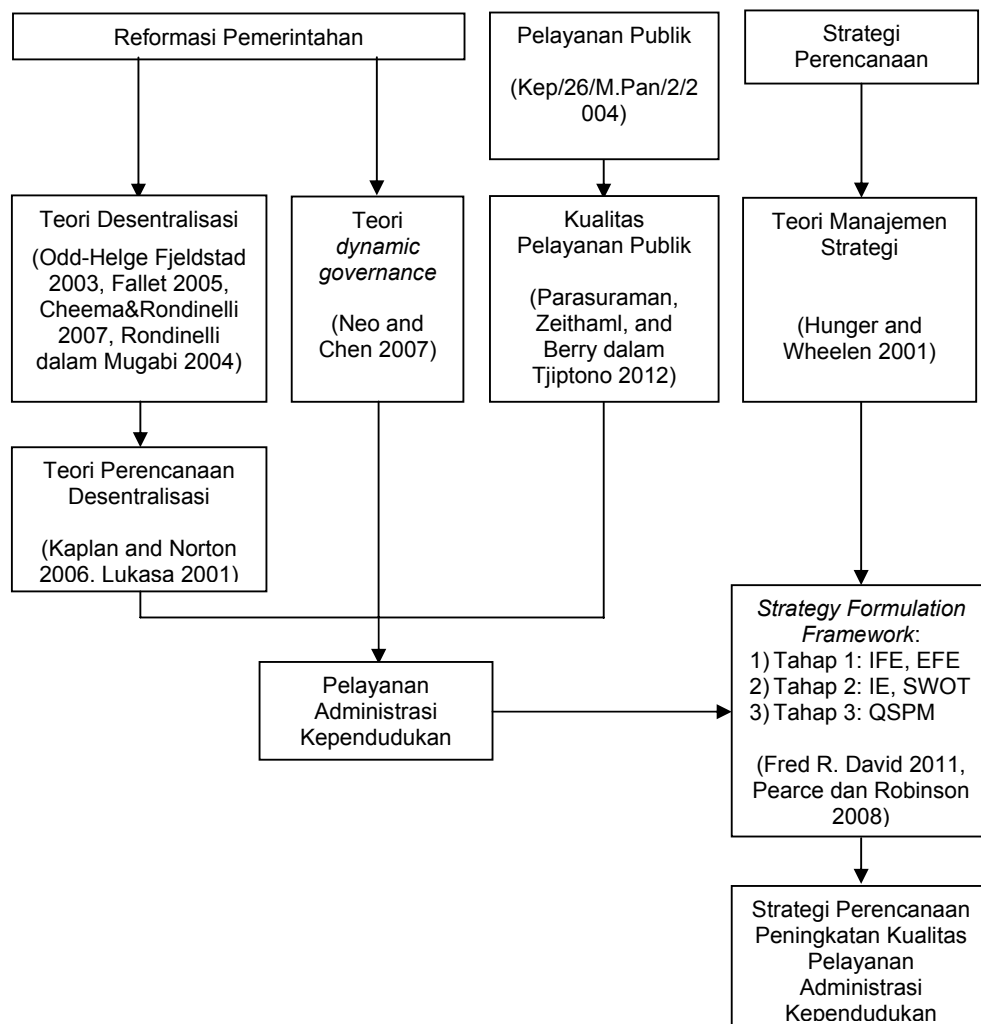 Reformasi Pemerintahan
Pelayanan Publik
(Kep/26/M.Pan/2/2
004)
Strategi
Perencanaan
Teori Desentralisasi
(Odd-Helge Fjeldstad
2003, Fallet 2005,
Cheema&Rondinelli
2007, Rondinelli
dalam Mugabi 2004)
Teori
dynamic
governance
(Neo and
Chen 2007)
Kualitas
Pelayanan Publik
(Parasuraman,
Zeithaml, and
Berry dalam
Tjiptono 2012)
Teori Manajemen
Strategi
(Hunger and
Wheelen 2001)
Teori Perencanaan
Desentralisasi
(Kaplan and Norton
2006. Lukasa 2001)
Pelayanan
Administrasi
Kependudukan
Strategy Formulation
Framework:
1) Tahap 1: IFE, EFE
2) Tahap 2: IE, SWOT
3) Tahap 3: QSPM
(Fred R. David 2011,
Pearce dan Robinson
2008)
Strategi Perencanaan
Peningkatan Kualitas
Pelayanan
Administrasi
Kependudukan